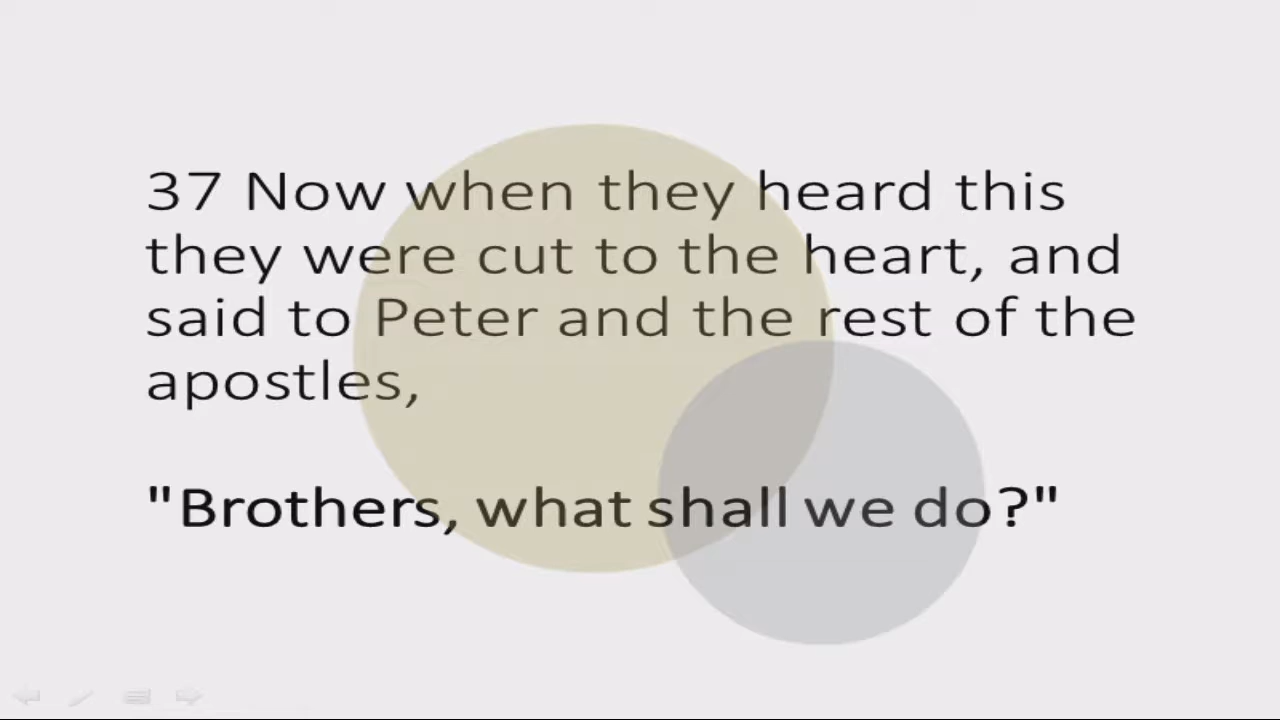 37 Now when they heard this
they were cut to the heart, and
said to Peter and the rest of the
apostles,
"Brothers, what shall we do?"